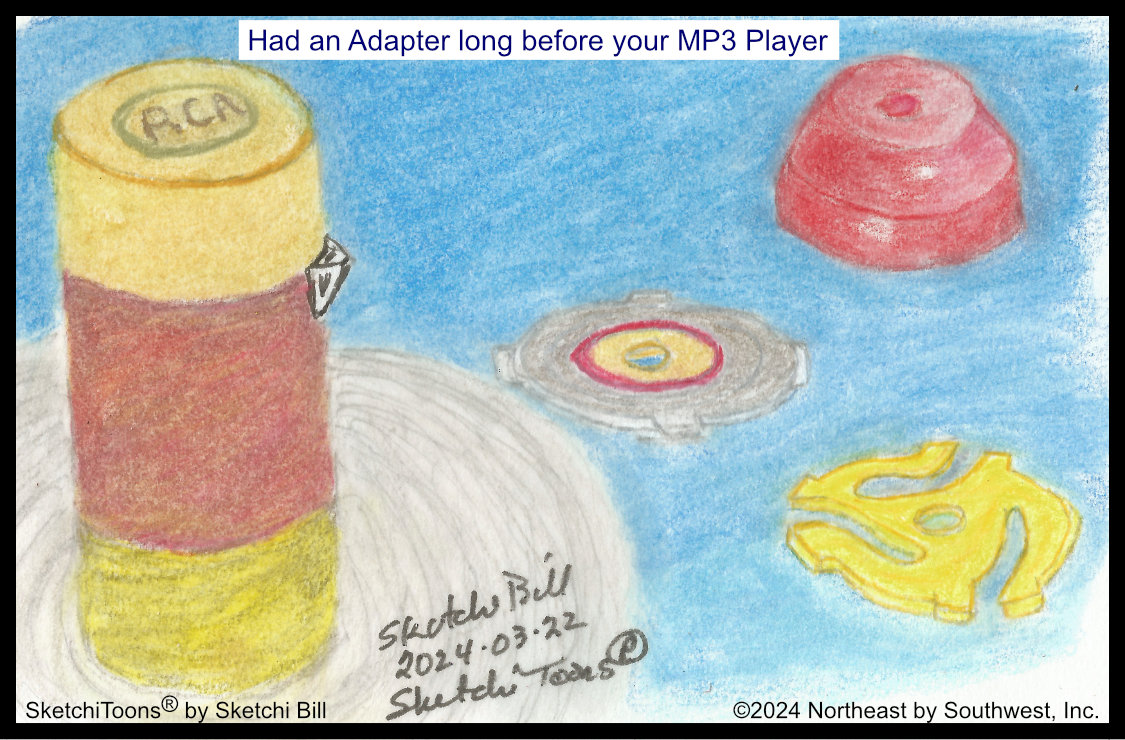 Had an Adapter long before your MP3 Player
RCA
Sketchi Bill
2024.03.22
SketchiToons®
SketchiToons® by Sketchi Bill
©2024 Northeast by Southwest, Inc.